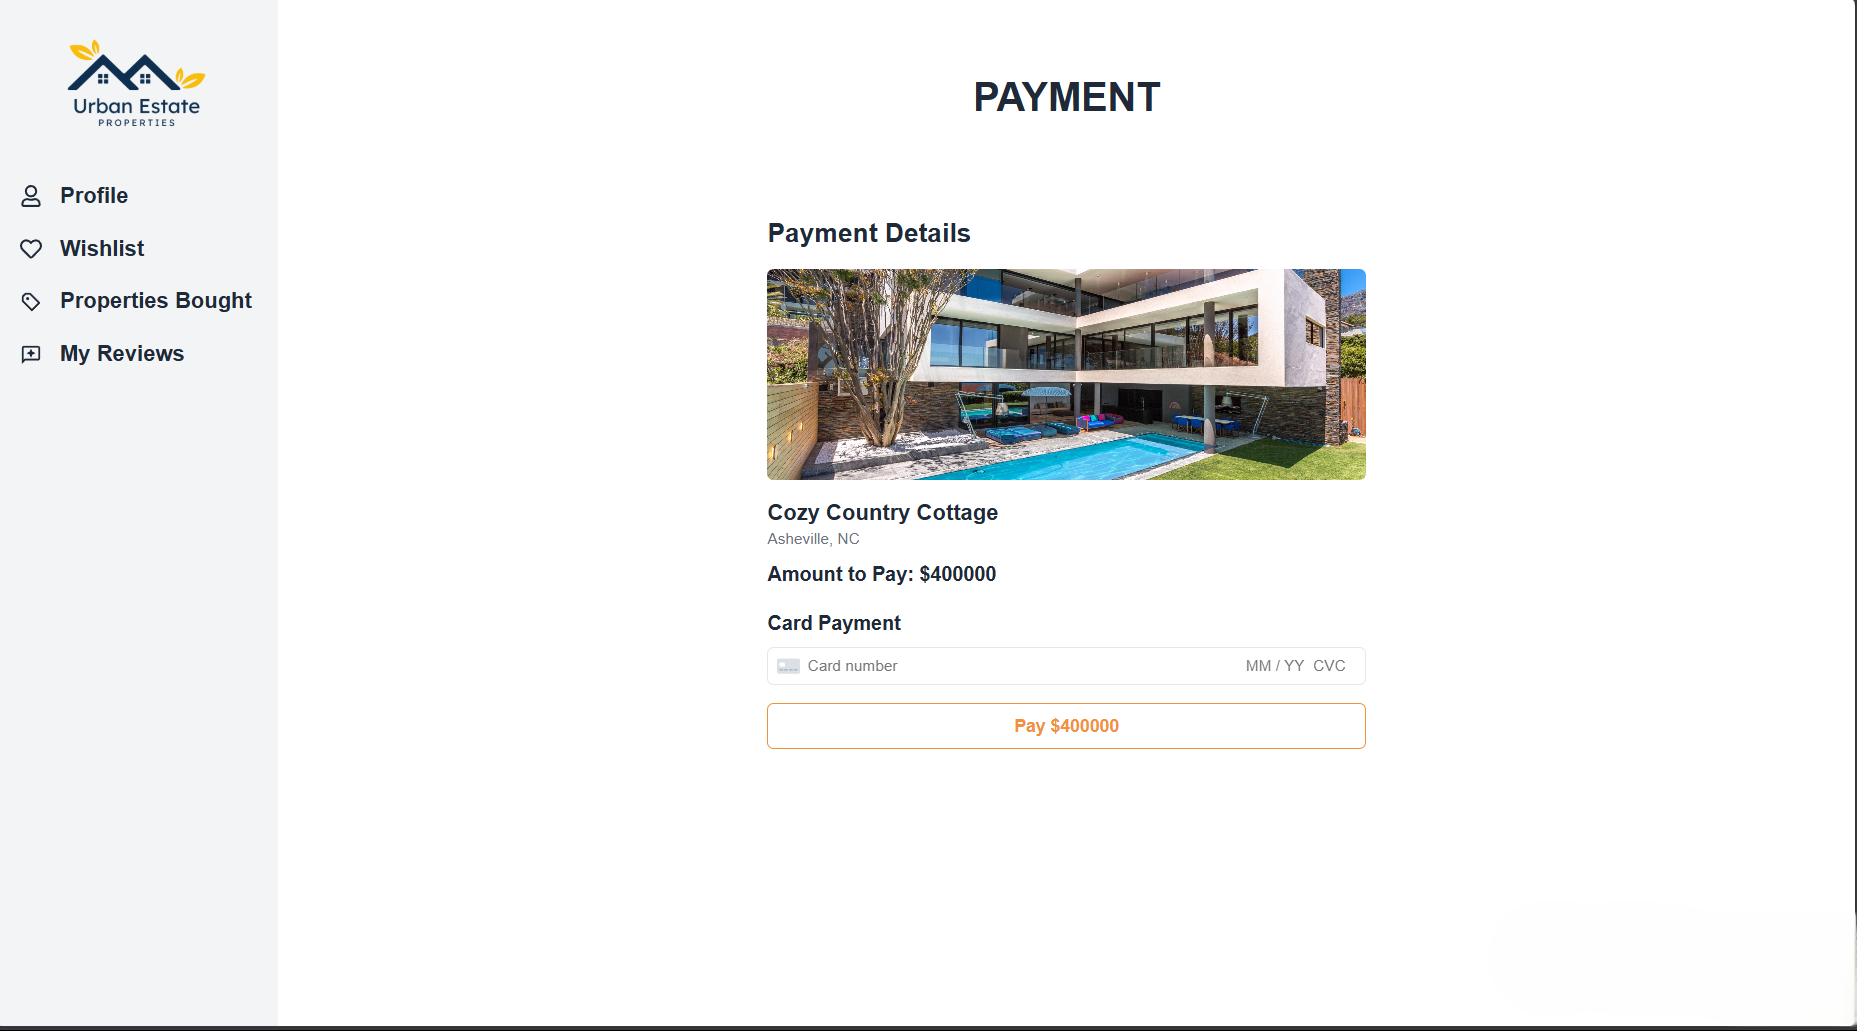 Urban Estate
PROPERTIES
Profile
Wishlist
Properties Bought
My Reviews
PAYMENT
Payment Details
Cozy Country Cottage
Asheville, NC
Amount to Pay: $400000
Card Payment
Card number MM / YY CVC
Pay $400000